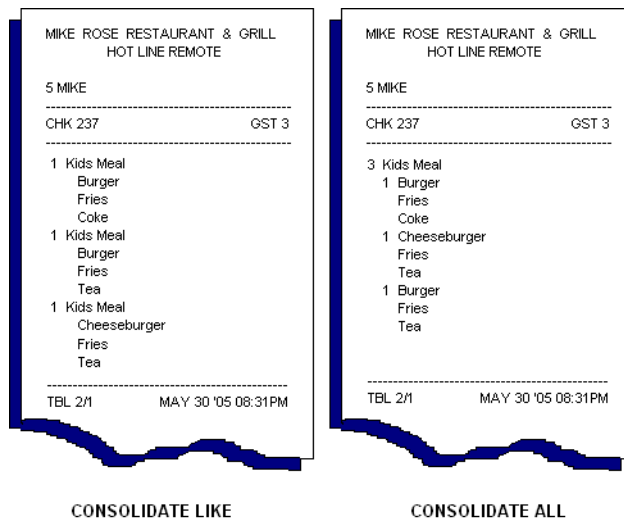 MIKE ROSE RESTAURANT & GRILL
HOT LINE REMOTE
5 MIKE
CHK 237 GST 3
1 Kids Meal
Burger
Fries
Coke
1 Kids Meal
Burger
Fries
Tea
1 Kids Meal
Cheeseburger
Fries
Tea
TBL 2/1 MAY 30 '05 08:31PM
CONSOLIDATE LIKE
MIKE ROSE RESTAURANT & GRILL
HOT LINE REMOTE
5 MIKE
CHK 237 GST 3
3 Kids Meal
1 Burger
Fries
Coke
1 Cheeseburger
Fries
Tea
1 Burger
Fries
Tea
TBL 2/1 MAY 30 '05 08:31PM
CONSOLIDATE ALL